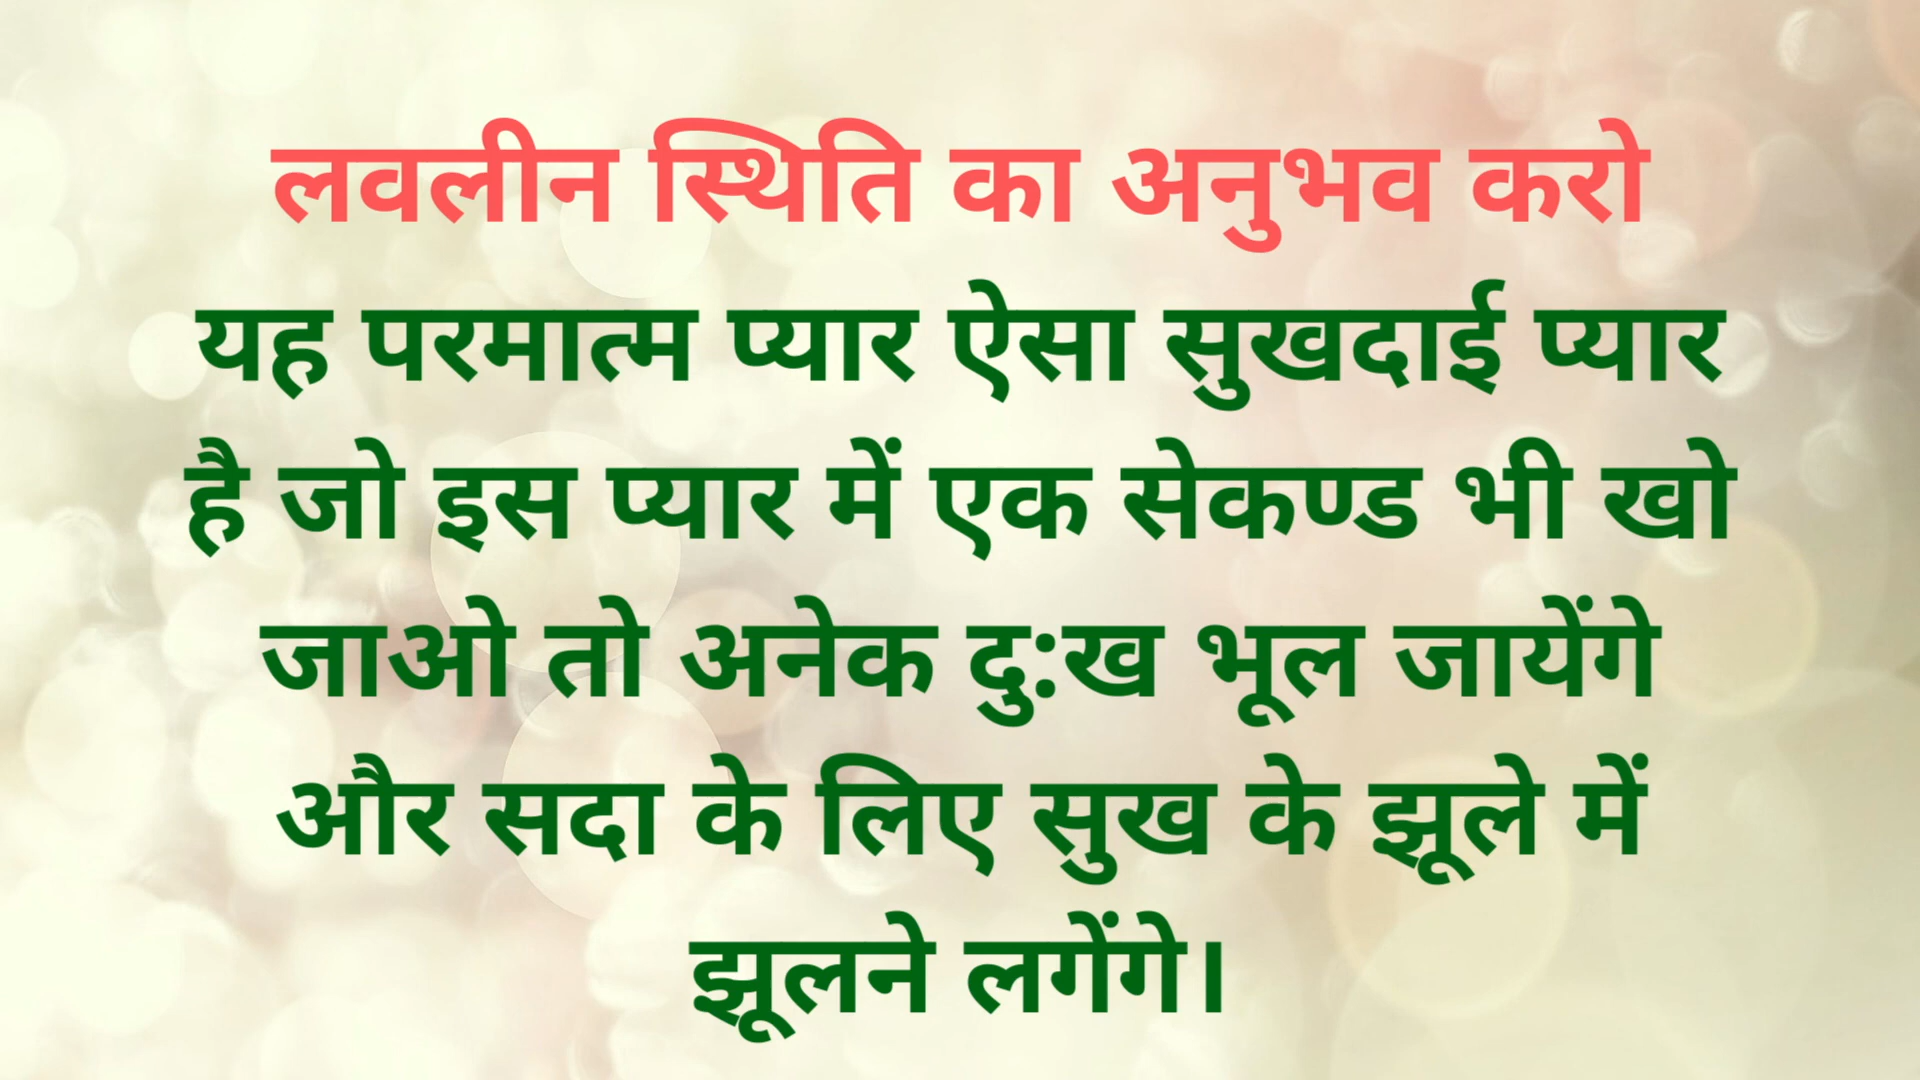 लवलीन स्थिति का अनुभव करो
यह परमात्म प्यार ऐसा सुखदाई प्यार
है जो इस प्यार में एक सेकण्ड भी खो
जाओ तो अनेक दु:ख भूल जायेंगे
और सदा के लिए सुख के झूले में
झूलने लगेंगे।